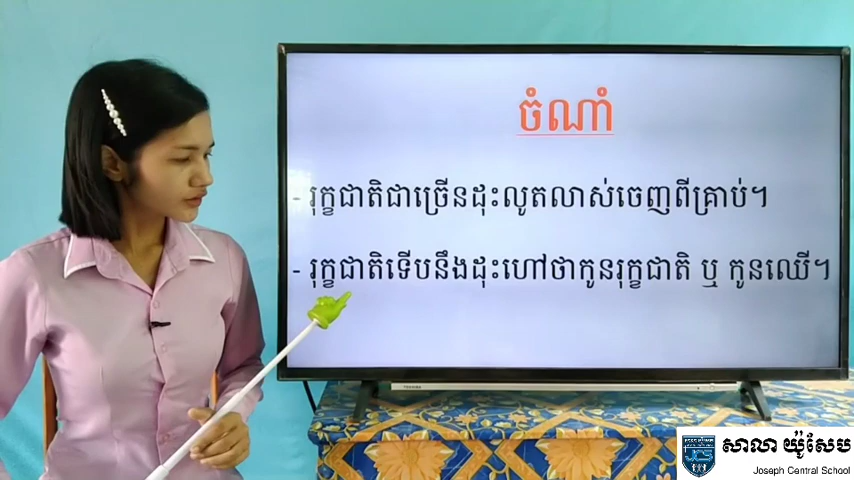 ចំណាំ
- រុក្ខជាតិជាច្រើនដុះលូតលាស់ចេញពីគ្រាប់។
- រុក្ខជាតិទើបនឹងដុះហៅថាកូនរុក្ខជាតិ ឬ កូនឈើ។
TOSHIBA
JCS
សាលា យ៉ូសែប
Joseph Central School